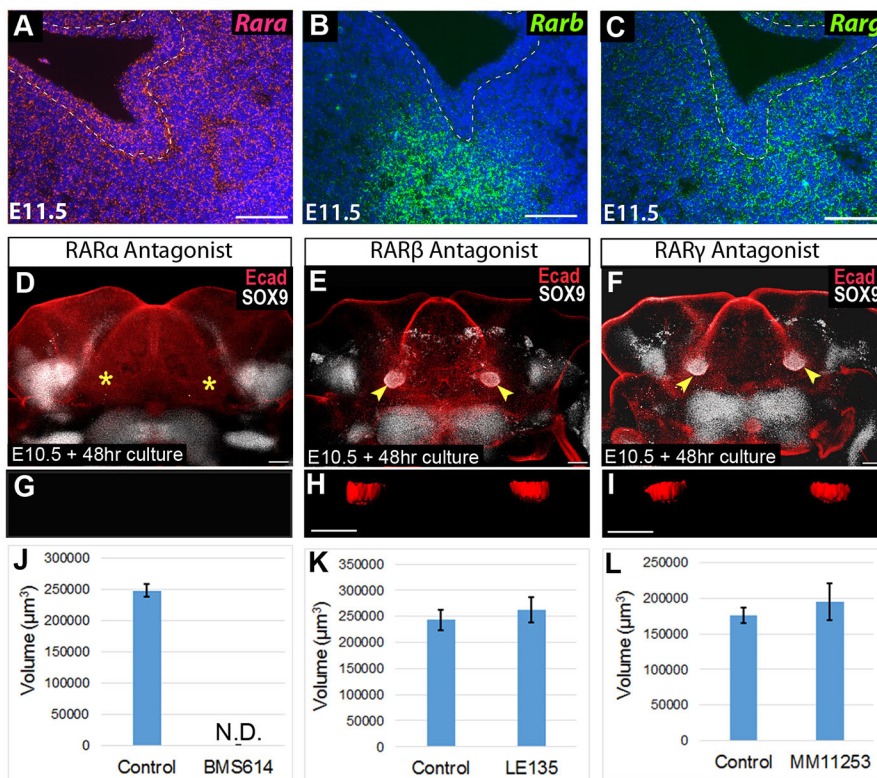 A Rara
B Rarb
C Rarg
E11.5
E11.5
E11.5
RARα Antagonist
RARβ Antagonist
RARγ Antagonist
D Ecad
SOX9
E Ecad
SOX9
F Ecad
SOX9
*
*
E10.5 + 48hr culture
E10.5 + 48hr culture
E10.5 + 48hr culture
G
H
I
J
Volume (µm³)
300000
250000
200000
150000
100000
50000
0
N.D.
Control BMS614
K
Volume (µm³)
350000
300000
250000
200000
150000
100000
50000
0
Control LE135
L
Volume (µm³)
250000
200000
150000
100000
50000
0
Control MM11253